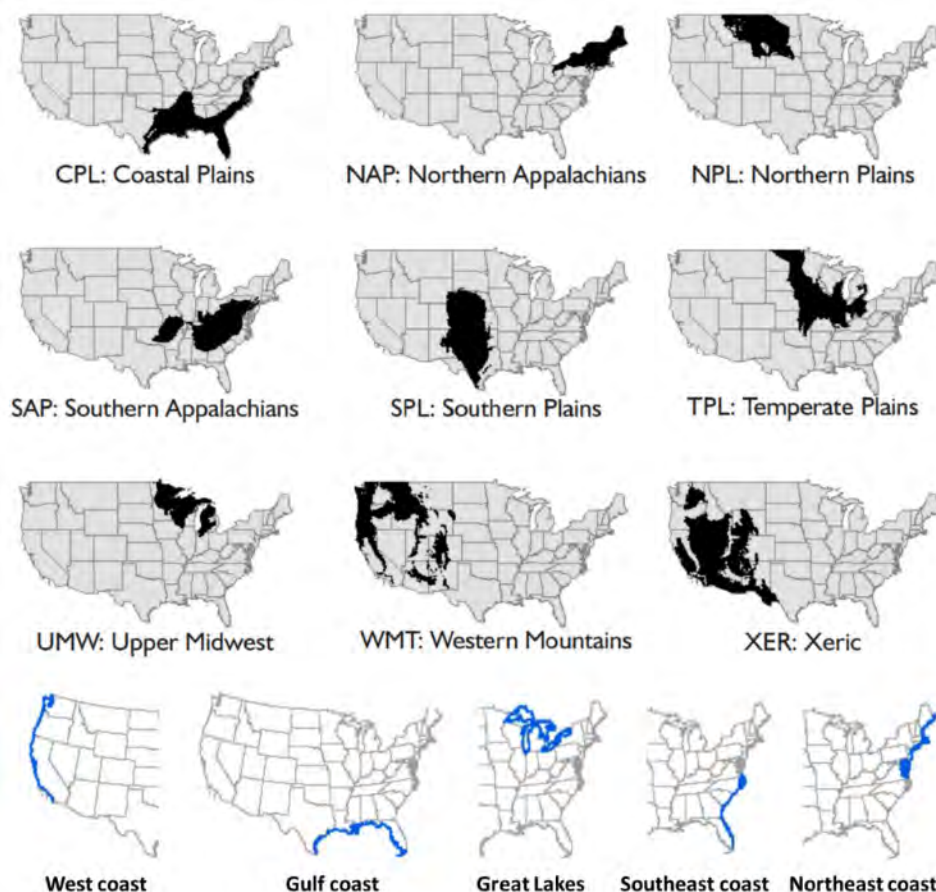 CPL: Coastal Plains
NAP: Northern Appalachians
NPL: Northern Plains
SAP: Southern Appalachians
SPL: Southern Plains
TPL: Temperate Plains
UMW: Upper Midwest
WMT: Western Mountains
XER: Xeric
West coast
Gulf coast
Great Lakes
Southeast coast
Northeast coast